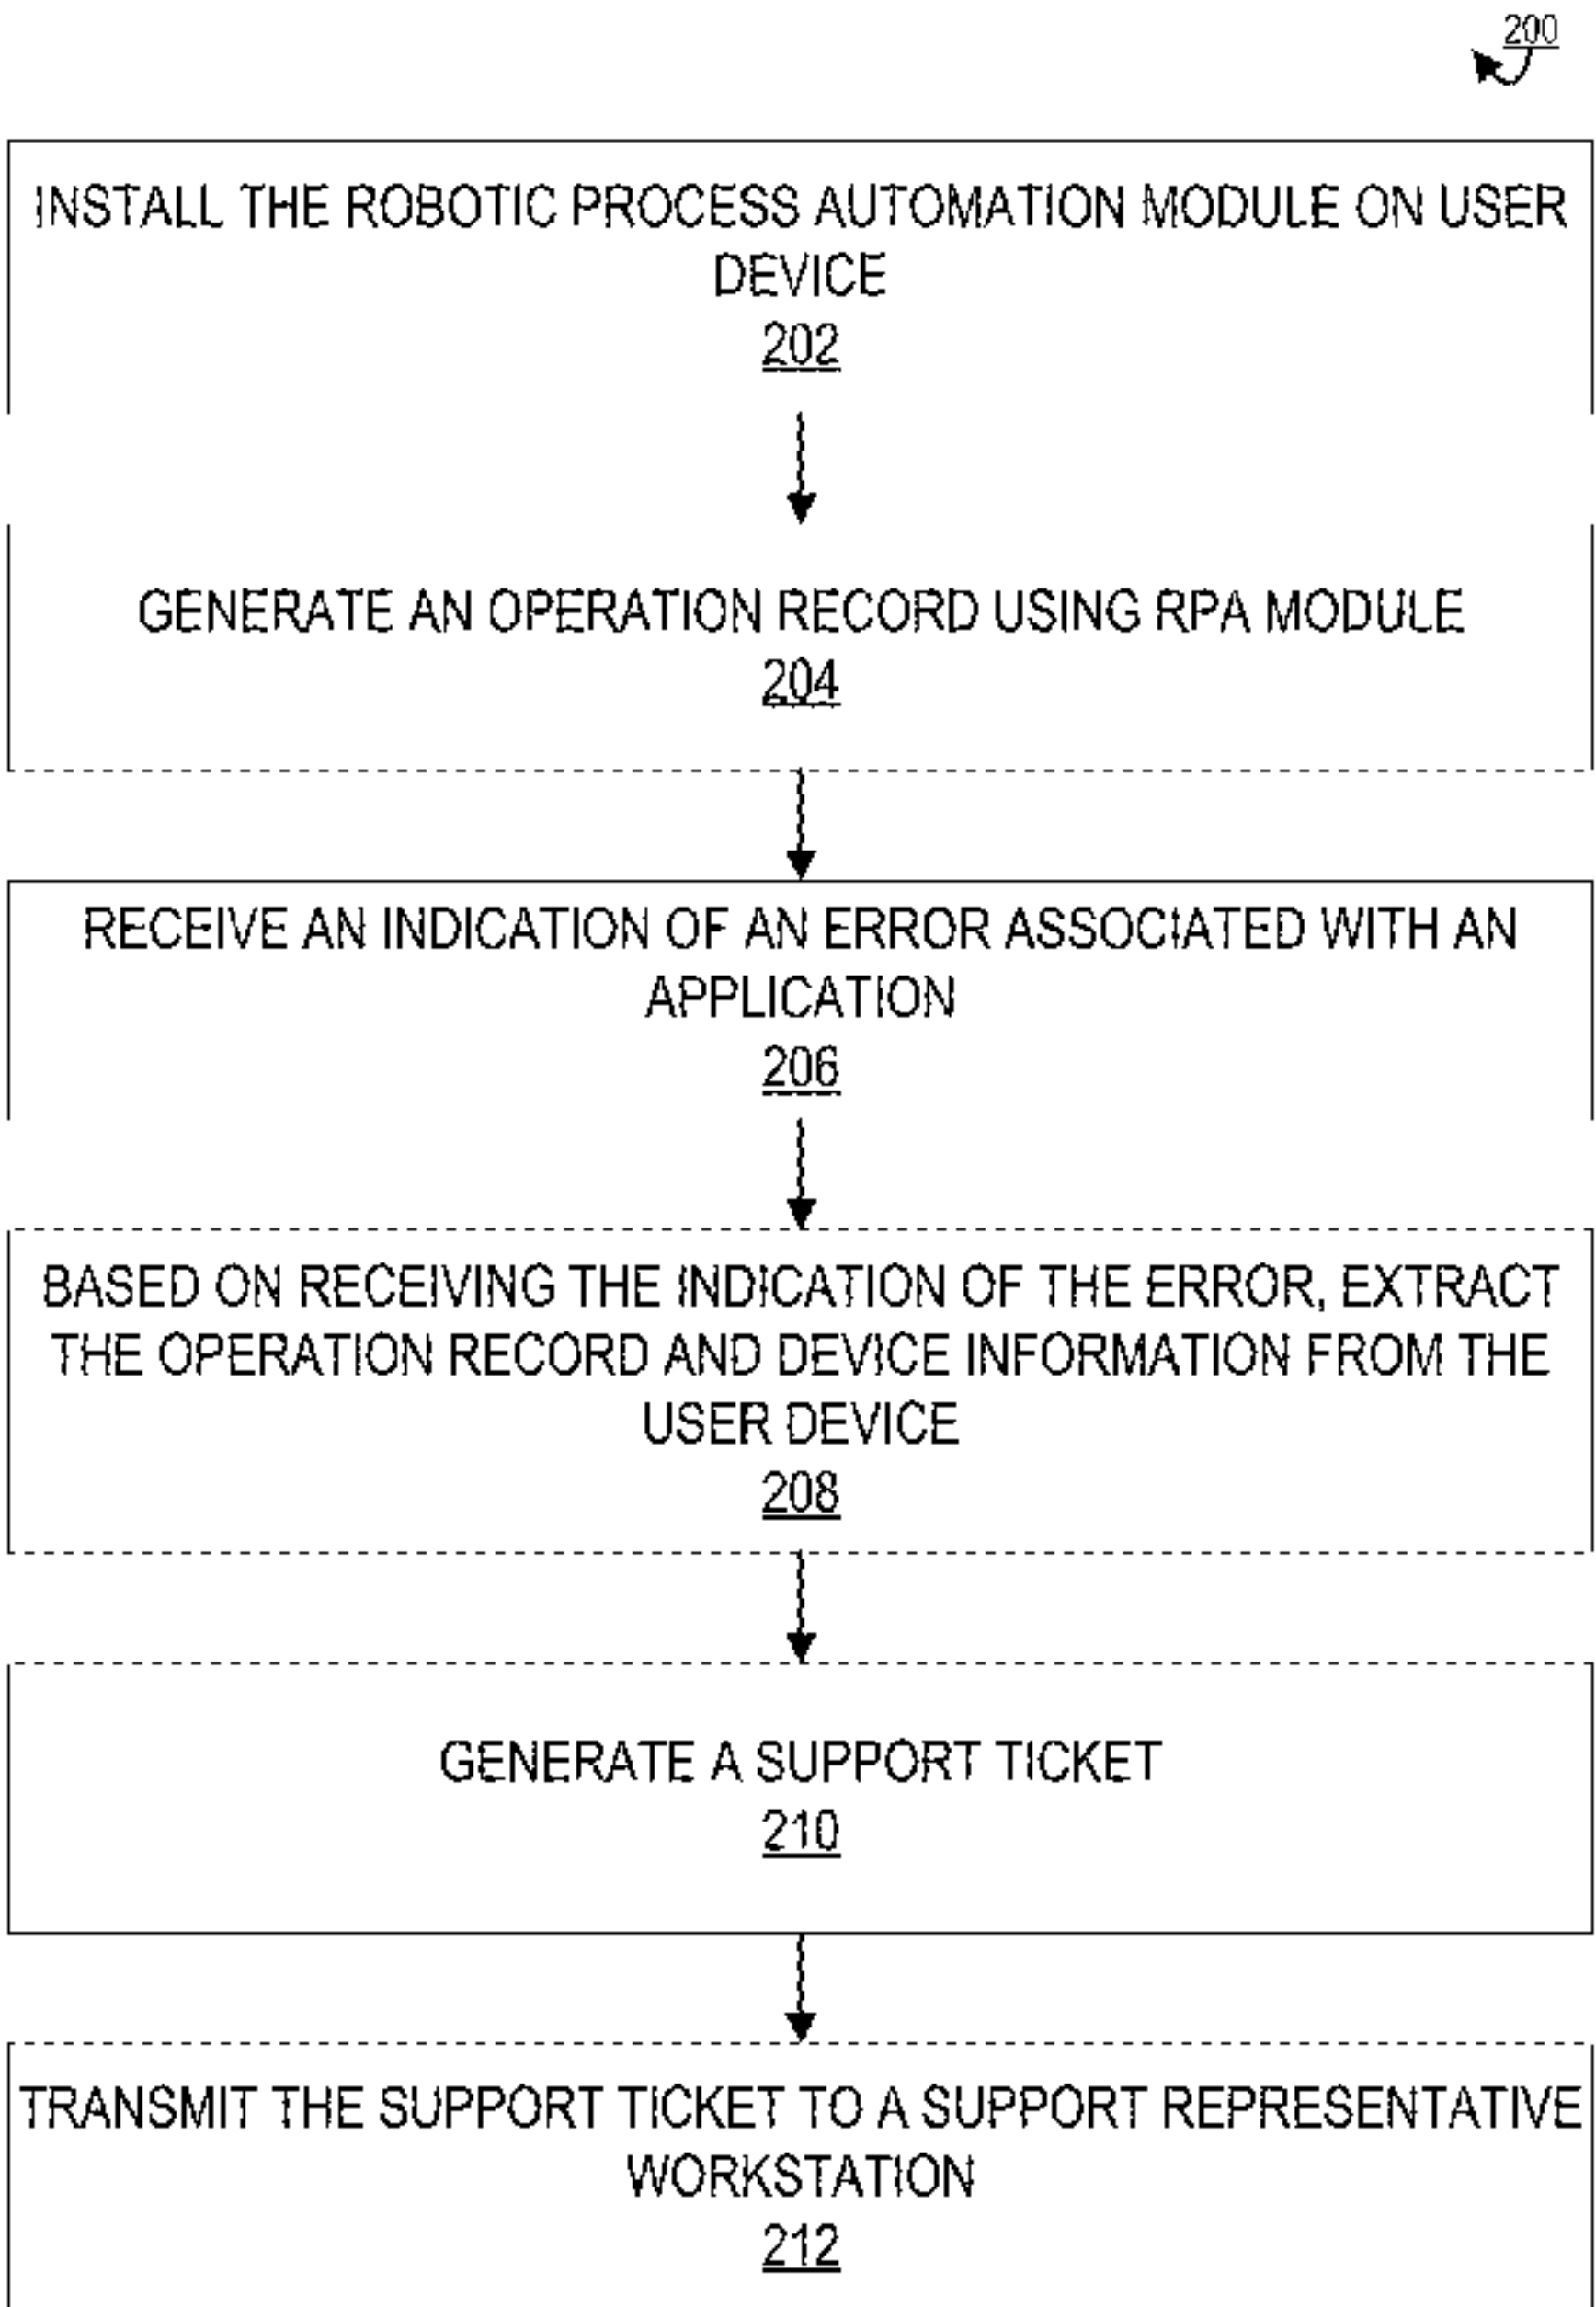 200
INSTALL THE ROBOTIC PROCESS AUTOMATION MODULE ON USER
DEVICE
202
GENERATE AN OPERATION RECORD USING RPA MODULE
204
RECEIVE AN INDICATION OF AN ERROR ASSOCIATED WITH AN
APPLICATION
206
BASED ON RECEIVING THE INDICATION OF THE ERROR, EXTRACT
THE OPERATION RECORD AND DEVICE INFORMATION FROM THE
USER DEVICE
208
GENERATE A SUPPORT TICKET
210
TRANSMIT THE SUPPORT TICKET TO A SUPPORT REPRESENTATIVE
WORKSTATION
212